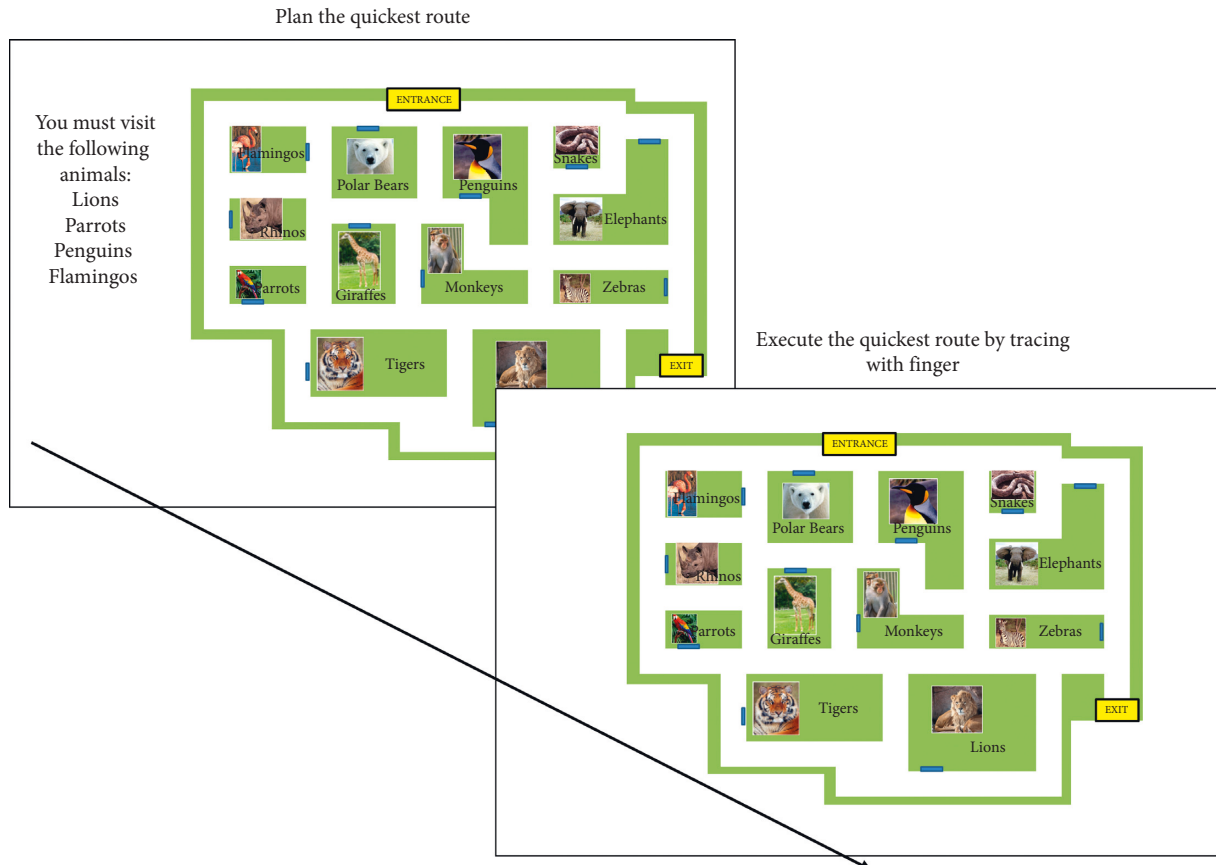 Plan the quickest route
You must visit
the following
animals:
Lions
Parrots
Penguins
Flamingos
ENTRANCE
Flamingos
Polar Bears
Penguins
Snakes
Rhinos
Elephants
Parrots
Giraffes
Monkeys
Zebras
Tigers
EXIT
Execute the quickest route by tracing
with finger
ENTRANCE
Flamingos
Polar Bears
Penguins
Snakes
Rhinos
Elephants
Parrots
Giraffes
Monkeys
Zebras
Tigers
Lions
EXIT